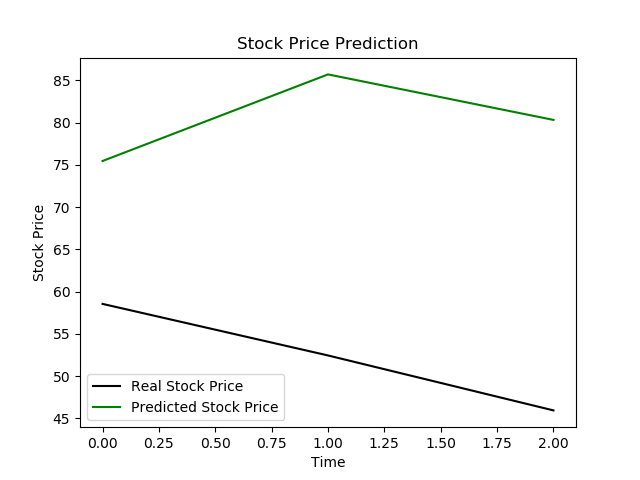 Stock Price Prediction
85
80
75
70
65
60
55
50
45
Stock Price
Real Stock Price
Predicted Stock Price
0.00 0.25 0.50 0.75 1.00 1.25 1.50 1.75 2.00
Time